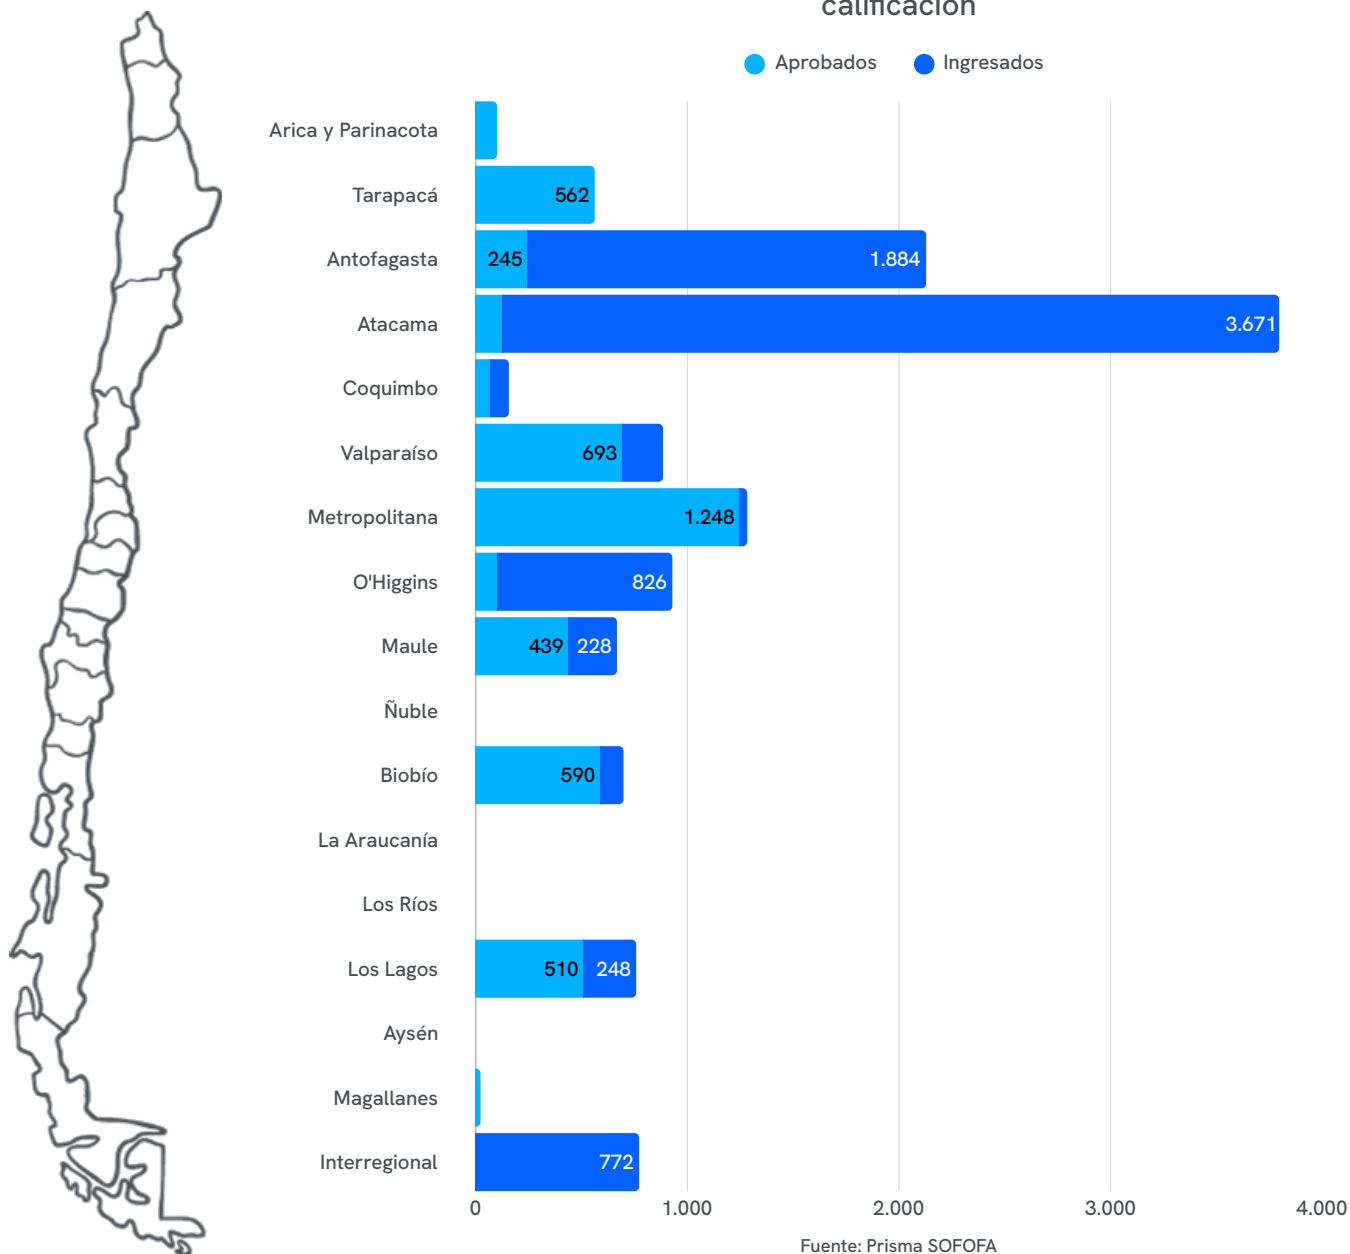 calificación
Aprobados Ingresados
Arica y Parinacota
Tarapacá 562
Antofagasta 245 1.884
Atacama 3.671
Coquimbo
Valparaíso 693
Metropolitana 1.248
O'Higgins 826
Maule 439 228
Ñuble
Biobío 590
La Araucanía
Los Ríos
Los Lagos 510 248
Aysén
Magallanes
Interregional 772
0 1.000 2.000 3.000 4.000
Fuente: Prisma SOFOFA